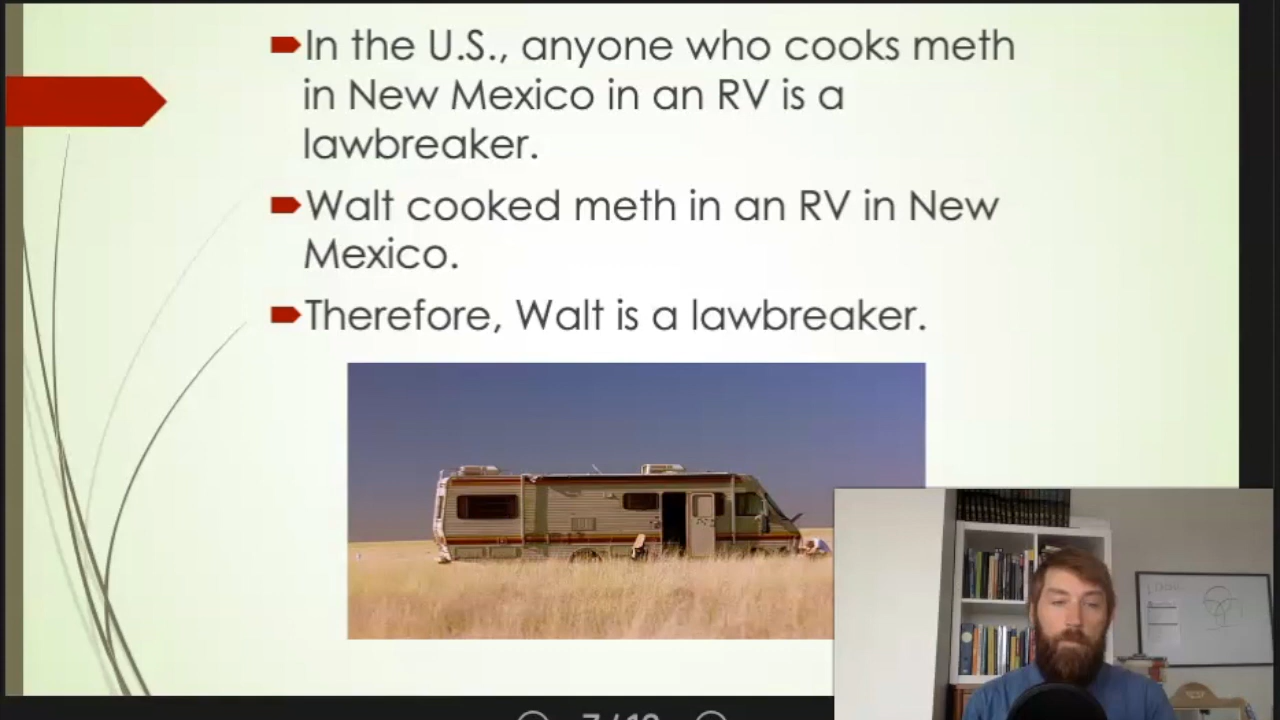 In the U.S., anyone who cooks meth
in New Mexico in an RV is a
lawbreaker.
Walt cooked meth in an RV in New
Mexico.
Therefore, Walt is a lawbreaker.